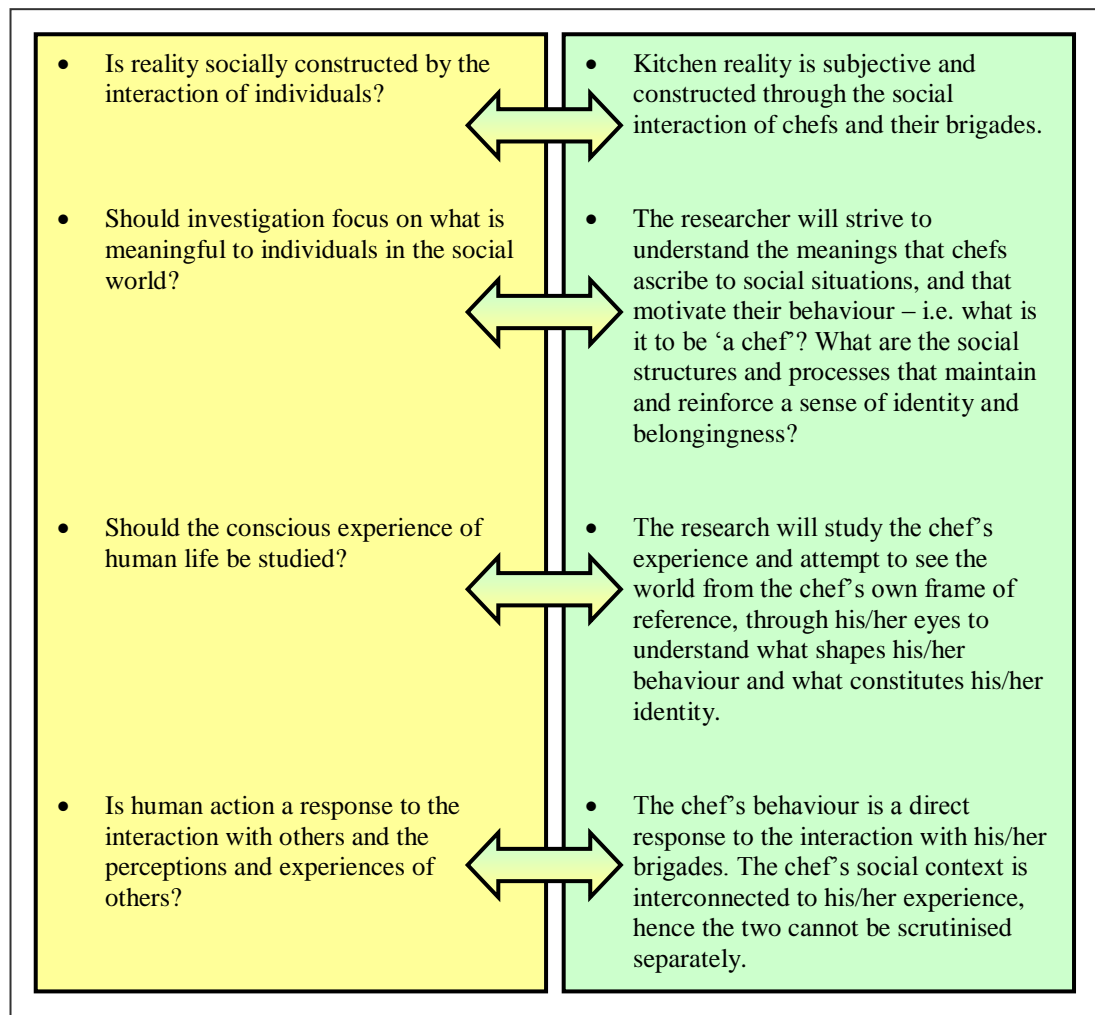 • Is reality socially constructed by the
interaction of individuals?
• Kitchen reality is subjective and
constructed through the social
interaction of chefs and their brigades.
• Should investigation focus on what is
meaningful to individuals in the social
world?
• The researcher will strive to
understand the meanings that chefs
ascribe to social situations, and that
motivate their behaviour – i.e. what is
it to be ‘a chef’? What are the social
structures and processes that maintain
and reinforce a sense of identity and
belongingness?
• Should the conscious experience of
human life be studied?
• The research will study the chef’s
experience and attempt to see the
world from the chef’s own frame of
reference, through his/her eyes to
understand what shapes his/her
behaviour and what constitutes his/her
identity.
• Is human action a response to the
interaction with others and the
perceptions and experiences of
others?
• The chef’s behaviour is a direct
response to the interaction with his/her
brigades. The chef’s social context is
interconnected to his/her experience,
hence the two cannot be scrutinised
separately.